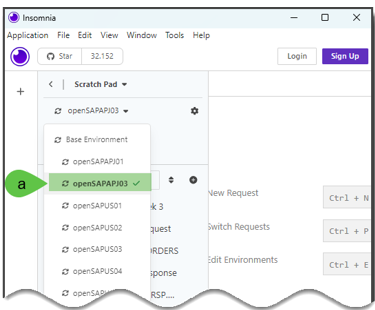 Insomnia
Application File Edit View Window Tools Help
Star 32,152 Login Sign Up
Scratch Pad
openSAPAPJ03
Base Environment
openSAPAPJ01
a openSAPAPJ03
openSAPUS01
openSAPUS02
openSAPUS03
openSAPUS04
New Request Ctrl + N
Switch Requests Ctrl + P
Edit Environments Ctrl + E
ek 3
quest
ORDERS
sponse
RSP....